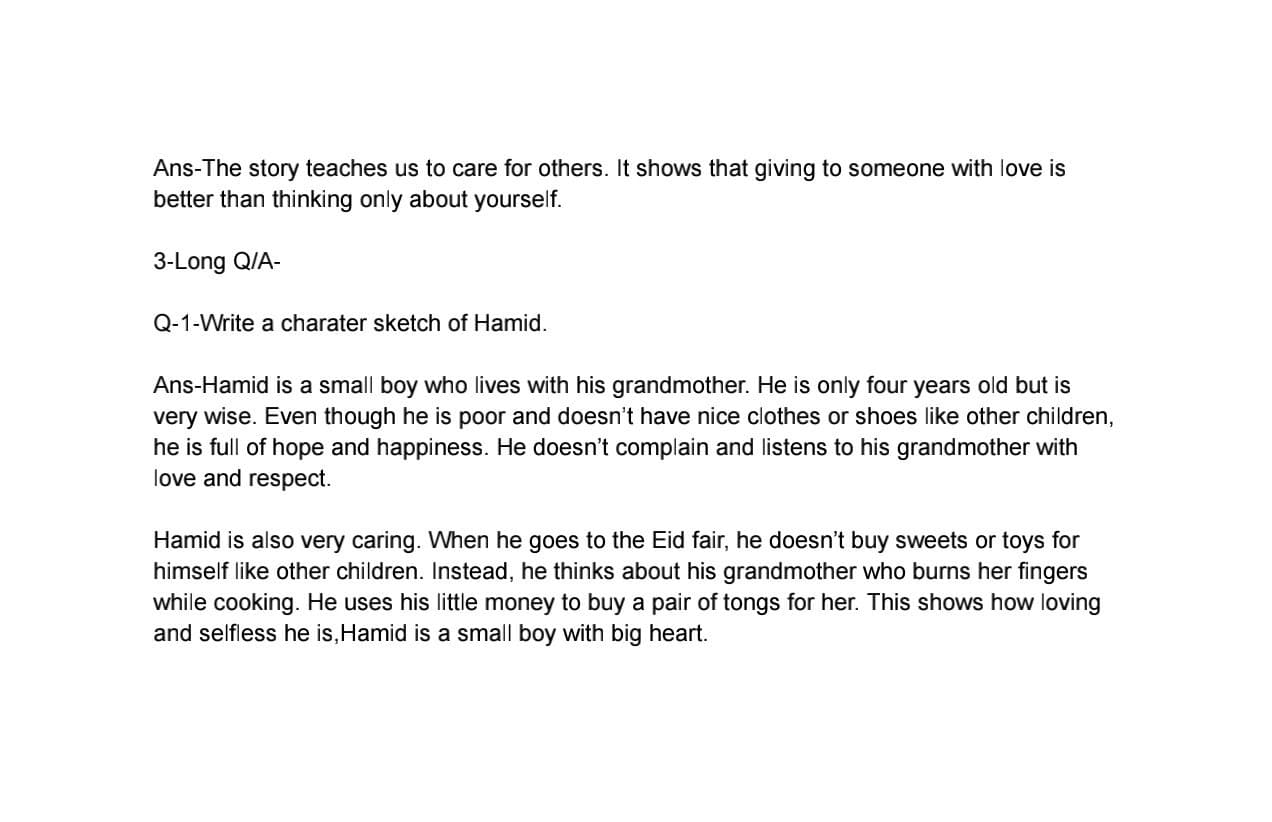 Ans-The story teaches us to care for others. It shows that giving to someone with love is
better than thinking only about yourself.
3-Long Q/A-
Q-1-Write a charater sketch of Hamid.
Ans-Hamid is a small boy who lives with his grandmother. He is only four years old but is
very wise. Even though he is poor and doesn’t have nice clothes or shoes like other children,
he is full of hope and happiness. He doesn’t complain and listens to his grandmother with
love and respect.
Hamid is also very caring. When he goes to the Eid fair, he doesn’t buy sweets or toys for
himself like other children. Instead, he thinks about his grandmother who burns her fingers
while cooking. He uses his little money to buy a pair of tongs for her. This shows how loving
and selfless he is,Hamid is a small boy with big heart.